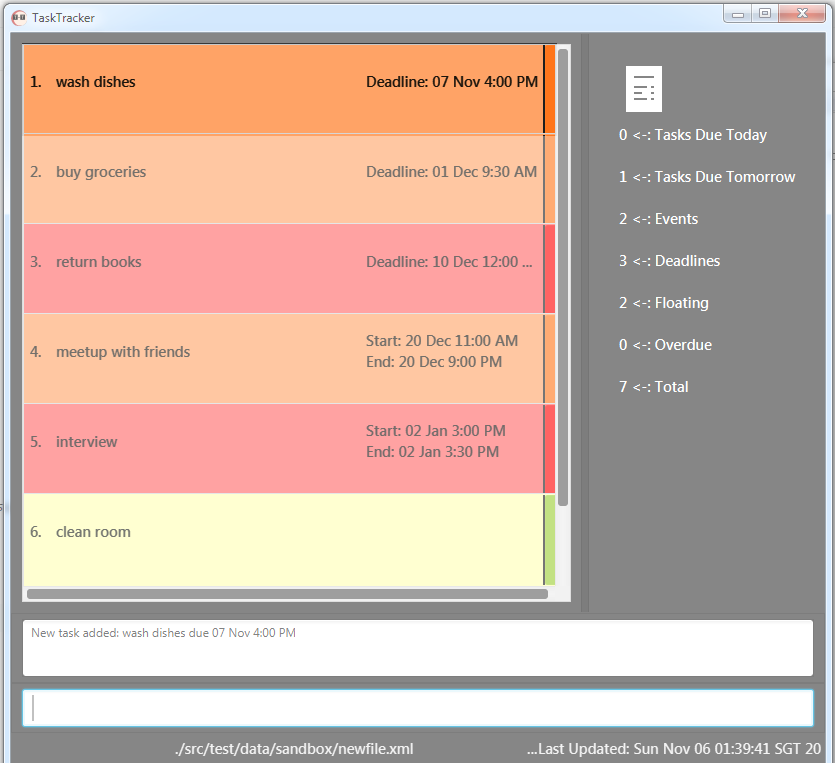 TaskTracker
1. wash dishes Deadline: 07 Nov 4:00 PM
2. buy groceries Deadline: 01 Dec 9:30 AM
3. return books Deadline: 10 Dec 12:00 ...
4. meetup with friends Start: 20 Dec 11:00 AM
End: 20 Dec 9:00 PM
5. interview Start: 02 Jan 3:00 PM
End: 02 Jan 3:30 PM
6. clean room
0 <-: Tasks Due Today
1 <-: Tasks Due Tomorrow
2 <-: Events
3 <-: Deadlines
2 <-: Floating
0 <-: Overdue
7 <-: Total
New task added: wash dishes due 07 Nov 4:00 PM
./src/test/data/sandbox/newfile.xml ...Last Updated: Sun Nov 06 01:39:41 SGT 20